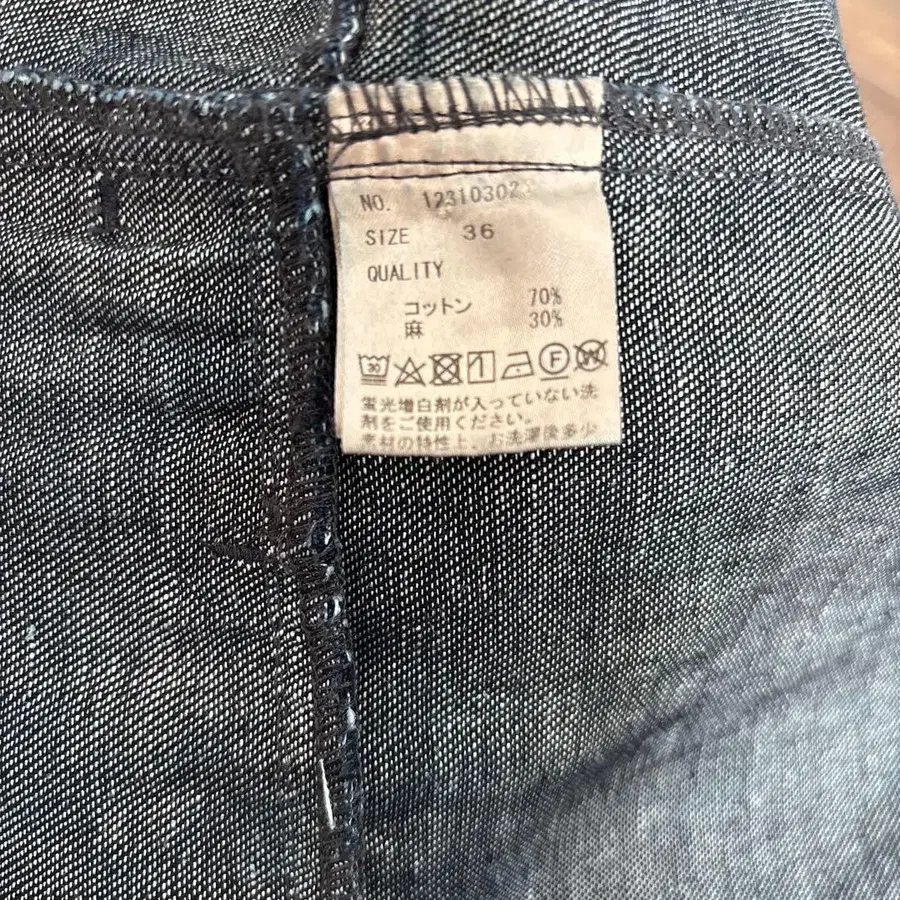 NO. 12310302
SIZE 36
QUALITY
コットン 70%
麻 30%
30 1 F W
蛍光増白剤が入っていない洗
剤をご使用ください。
素材の特性上、お洗濯後多少